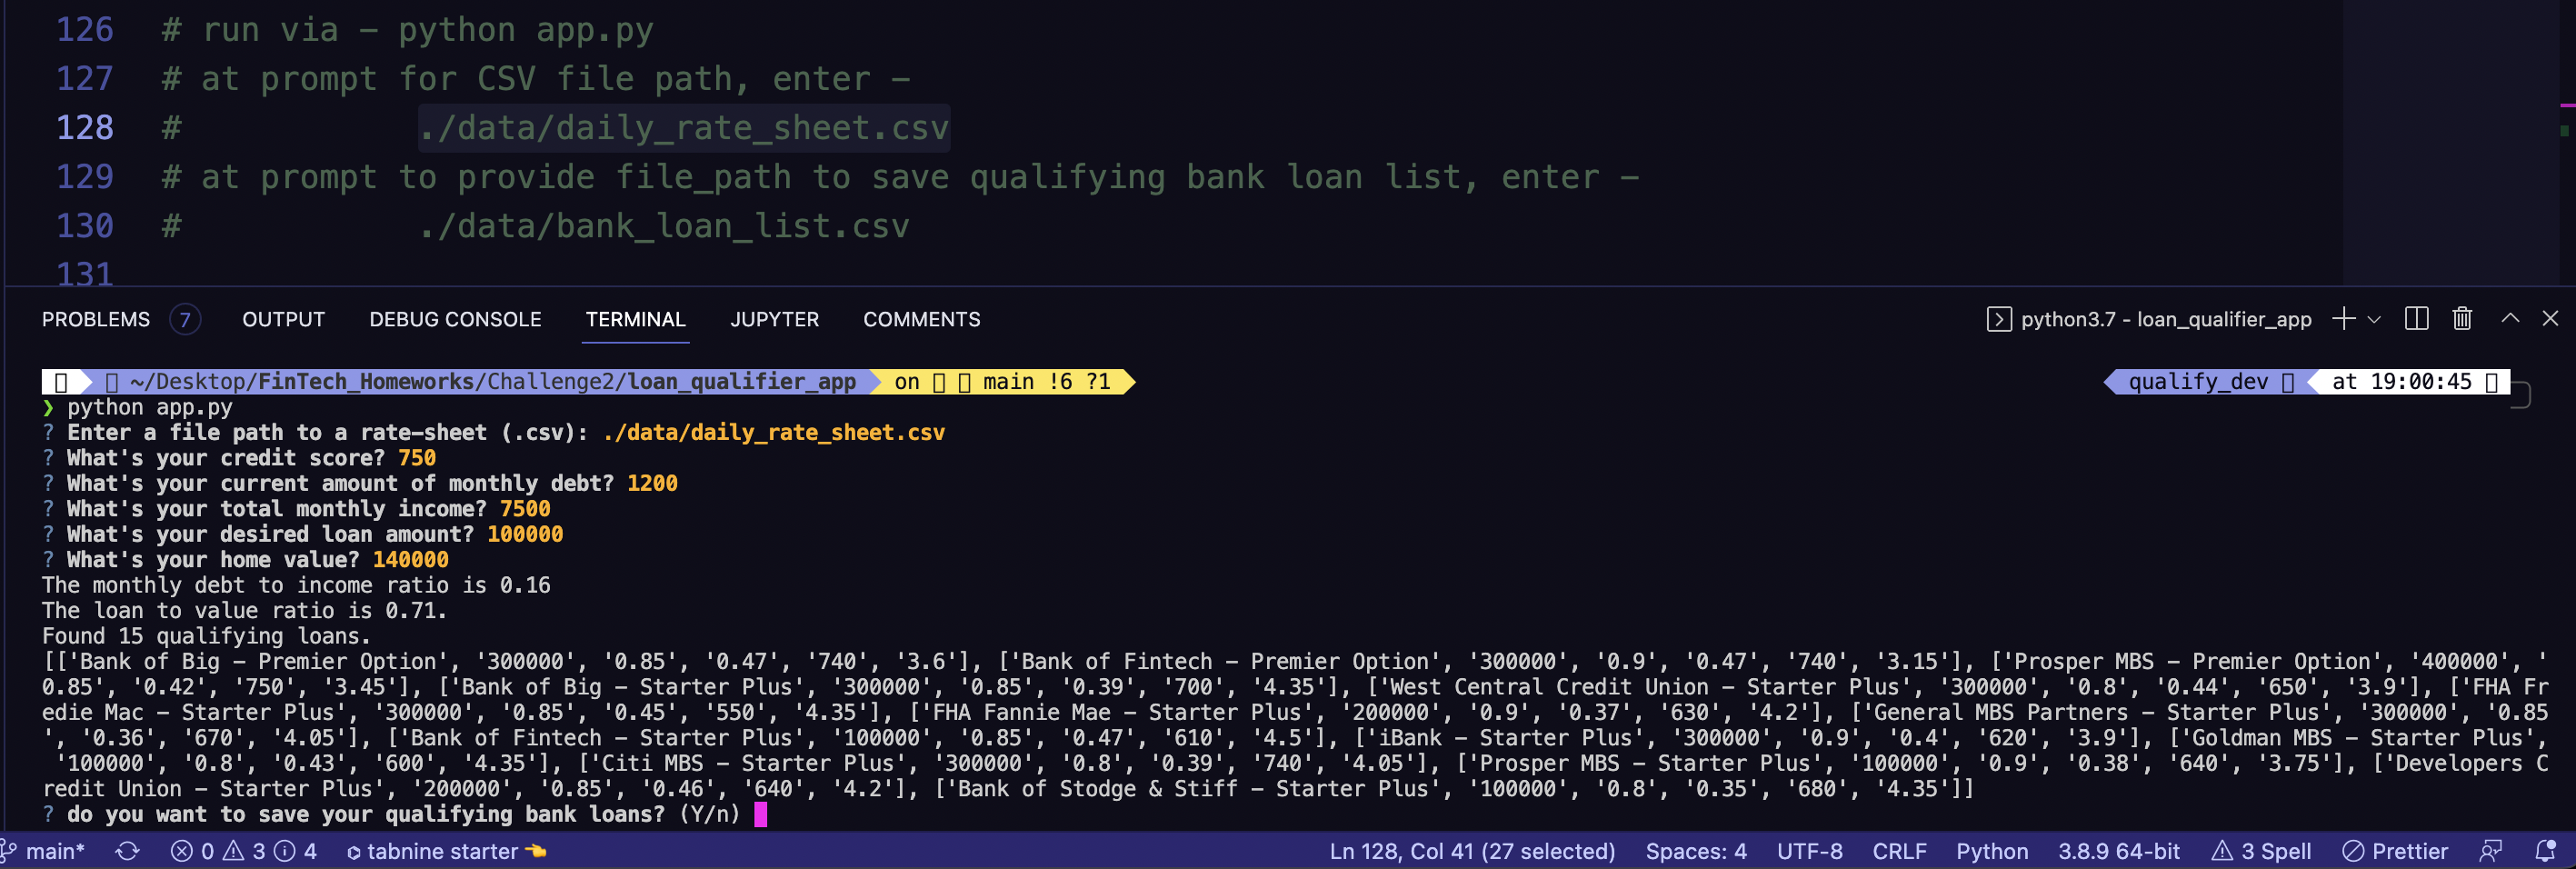 126 # run via - python app.py
127 # at prompt for CSV file path, enter -
128 # ./data/daily_rate_sheet.csv
129 # at prompt to provide file_path to save qualifying bank loan list, enter -
130 # ./data/bank_loan_list.csv
131
PROBLEMS 7 OUTPUT DEBUG CONSOLE TERMINAL JUPYTER COMMENTS python3.7 - loan_qualifier_app
~/Desktop/FinTech_Homeworks/Challenge2/loan_qualifier_app on main !6 ?1 qualify_dev at 19:00:45
❯ python app.py
? Enter a file path to a rate-sheet (.csv): ./data/daily_rate_sheet.csv
? What's your credit score? 750
? What's your current amount of monthly debt? 1200
? What's your total monthly income? 7500
? What's your desired loan amount? 100000
? What's your home value? 140000
The monthly debt to income ratio is 0.16
The loan to value ratio is 0.71.
Found 15 qualifying loans.
[['Bank of Big - Premier Option', '300000', '0.85', '0.47', '740', '3.6'], ['Bank of Fintech - Premier Option', '300000', '0.9', '0.47', '740', '3.15'], ['Prosper MBS - Premier Option', '400000', '
0.85', '0.42', '750', '3.45'], ['Bank of Big - Starter Plus', '300000', '0.85', '0.39', '700', '4.35'], ['West Central Credit Union - Starter Plus', '300000', '0.8', '0.44', '650', '3.9'], ['FHA Fr
edie Mac - Starter Plus', '300000', '0.85', '0.45', '550', '4.35'], ['FHA Fannie Mae - Starter Plus', '200000', '0.9', '0.37', '630', '4.2'], ['General MBS Partners - Starter Plus', '300000', '0.85
', '0.36', '670', '4.05'], ['Bank of Fintech - Starter Plus', '100000', '0.85', '0.47', '610', '4.5'], ['iBank - Starter Plus', '300000', '0.9', '0.4', '620', '3.9'], ['Goldman MBS - Starter Plus',
'100000', '0.8', '0.43', '600', '4.35'], ['Citi MBS - Starter Plus', '300000', '0.8', '0.39', '740', '4.05'], ['Prosper MBS - Starter Plus', '100000', '0.9', '0.38', '640', '3.75'], ['Developers C
redit Union - Starter Plus', '200000', '0.85', '0.46', '640', '4.2'], ['Bank of Stodge & Stiff - Starter Plus', '100000', '0.8', '0.35', '680', '4.35']]
? do you want to save your qualifying bank loans? (Y/n)
main* 0 3 4 tabnine starter Ln 128, Col 41 (27 selected) Spaces: 4 UTF-8 CRLF Python 3.8.9 64-bit 3 Spell Prettier